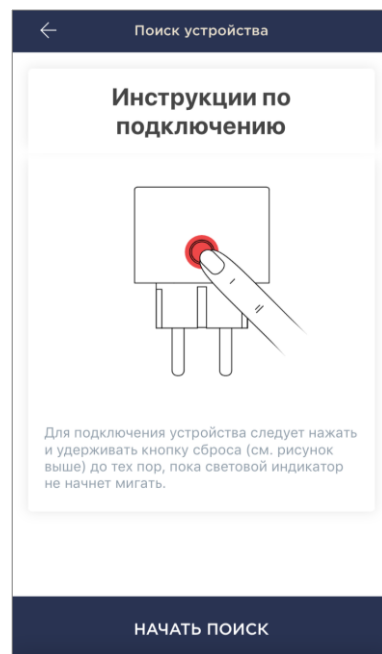 Поиск устройства
Инструкции по
подключению
Для подключения устройства следует нажать
и удерживать кнопку сброса (см. рисунок
выше) до тех пор, пока световой индикатор
не начнет мигать.
НАЧАТЬ ПОИСК